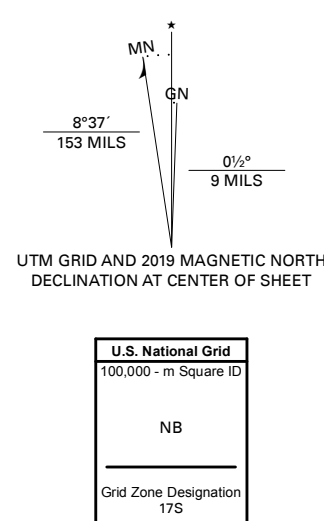 MN
GN
8°37´
153 MILS
0½°
9 MILS
UTM GRID AND 2019 MAGNETIC NORTH
DECLINATION AT CENTER OF SHEET
U.S. National Grid
100,000 - m Square ID
NB
Grid Zone Designation
17S